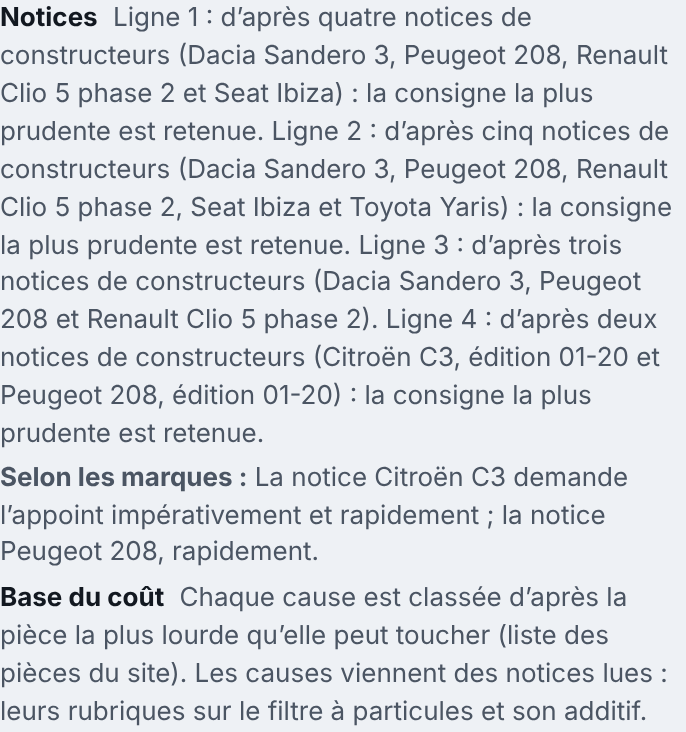 Notices Ligne 1 : d’après quatre notices de
constructeurs (Dacia Sandero 3, Peugeot 208, Renault
Clio 5 phase 2 et Seat Ibiza) : la consigne la plus
prudente est retenue. Ligne 2 : d’après cinq notices de
constructeurs (Dacia Sandero 3, Peugeot 208, Renault
Clio 5 phase 2, Seat Ibiza et Toyota Yaris) : la consigne
la plus prudente est retenue. Ligne 3 : d’après trois
notices de constructeurs (Dacia Sandero 3, Peugeot
208 et Renault Clio 5 phase 2). Ligne 4 : d’après deux
notices de constructeurs (Citroën C3, édition 01-20 et
Peugeot 208, édition 01-20) : la consigne la plus
prudente est retenue.
Selon les marques : La notice Citroën C3 demande
l’appoint impérativement et rapidement ; la notice
Peugeot 208, rapidement.
Base du coût Chaque cause est classée d’après la
pièce la plus lourde qu’elle peut toucher (liste des
pièces du site). Les causes viennent des notices lues :
leurs rubriques sur le filtre à particules et son additif.